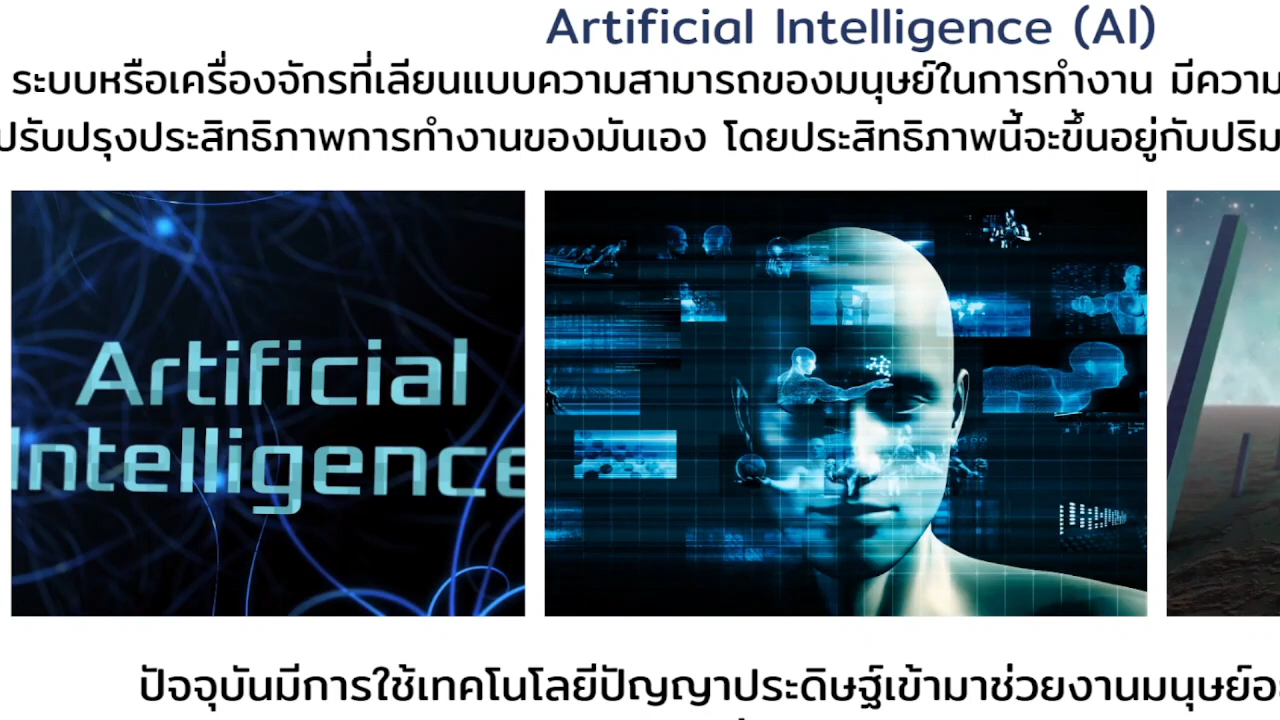 Artificial Intelligence (AI)
ระบบหรือเครื่องจักรที่เลียนแบบความสามารถของมนุษย์ในการทำงาน มีความ
ปรับปรุงประสิทธิภาพการทำงานของมันเอง โดยประสิทธิภาพนี้จะขึ้นอยู่กับปริม
Artificial
Intelligence
ปัจจุบันมีการใช้เทคโนโลยีปัญญาประดิษฐ์เข้ามาช่วยงานมนุษย์อ